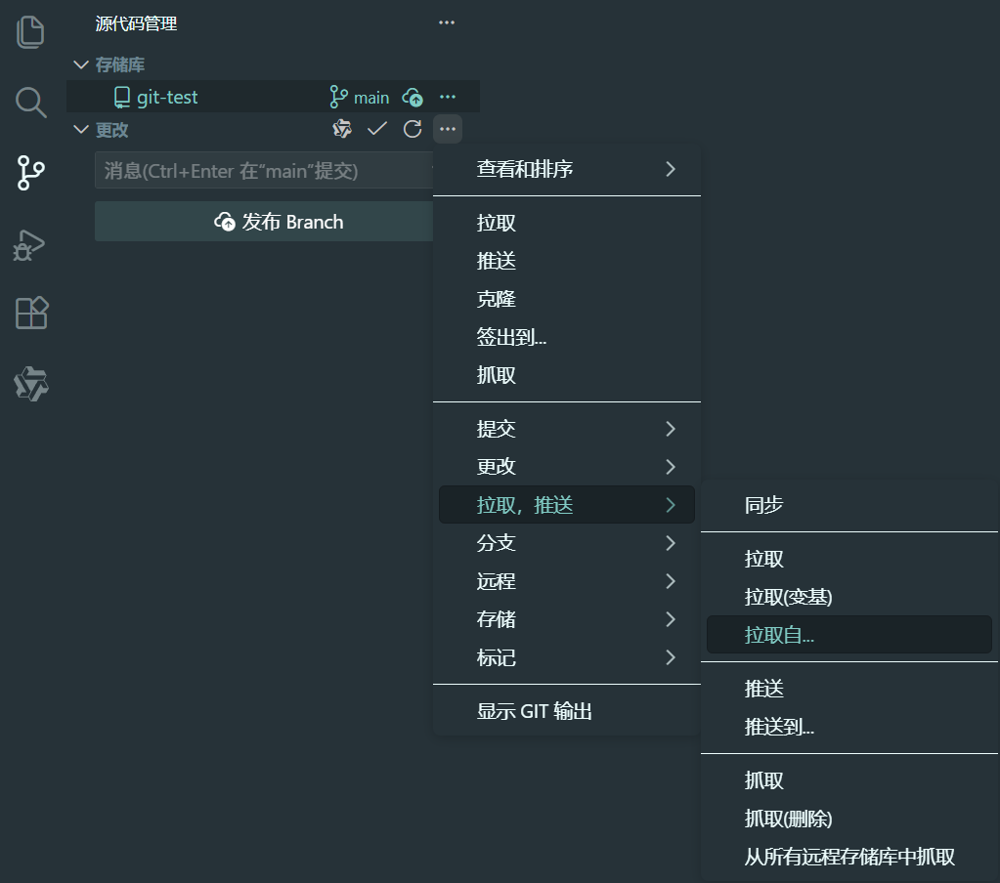 源代码管理
存储库
git-test
main
更改
消息(Ctrl+Enter 在“main”提交)
发布 Branch
查看和排序
拉取
推送
克隆
签出到...
抓取
提交
更改
拉取，推送
分支
远程
存储
标记
显示 GIT 输出
同步
拉取
拉取(变基)
拉取自...
推送
推送到...
抓取
抓取(删除)
从所有远程存储库中抓取